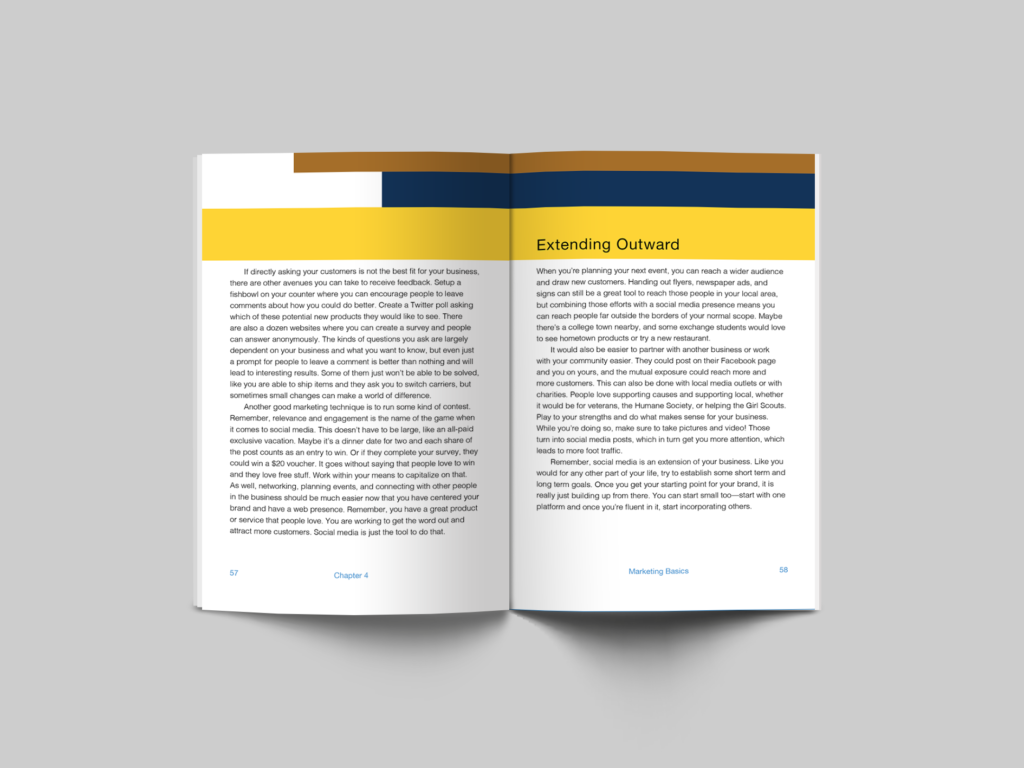 If directly asking your customers is not the best fit for your business,
there are other avenues you can take to receive feedback. Setup a
fishbowl on your counter where you can encourage people to leave
comments about how you could do better. Create a Twitter poll asking
which of these potential new products they would like to see. There
are also a dozen websites where you can create a survey and people
can answer anonymously. The kinds of questions you ask are largely
dependent on your business and what you want to know, but even just
a prompt for people to leave a comment is better than nothing and will
lead to interesting results. Some of them just won't be able to be solved,
like you are able to ship items and they ask you to switch carriers, but
sometimes small changes can make a world of difference.
Another good marketing technique is to run some kind of contest.
Remember, relevance and engagement is the name of the game when
it comes to social media. This doesn't have to be large, like an all-paid
exclusive vacation. Maybe it's a dinner date for two and each share of
the post counts as an entry to win. Or if they complete your survey, they
could win a $20 voucher. It goes without saying that people love to win
and they love free stuff. Work within your means to capitalize on that.
As well, networking, planning events, and connecting with other people
in the business should be much easier now that you have centered your
brand and have a web presence. Remember, you have a great product
or service that people love. You are working to get the word out and
attract more customers. Social media is just the tool to do that.
57
Chapter 4
Extending Outward
When you're planning your next event, you can reach a wider audience
and draw new customers. Handing out flyers, newspaper ads, and
signs can still be a great tool to reach those people in your local area,
but combining those efforts with a social media presence means you
can reach people far outside the borders of your normal scope. Maybe
there's a college town nearby, and some exchange students would love
to see hometown products or try a new restaurant.
It would also be easier to partner with another business or work
with your community easier. They could post on their Facebook page
and you on yours, and the mutual exposure could reach more and
more customers. This can also be done with local media outlets or with
charities. People love supporting causes and supporting local, whether
it would be for veterans, the Humane Society, or helping the Girl Scouts.
Play to your strengths and do what makes sense for your business.
While you're doing so, make sure to take pictures and video! Those
turn into social media posts, which in turn get you more attention, which
leads to more foot traffic.
Remember, social media is an extension of your business. Like you
would for any other part of your life, try to establish some short term and
long term goals. Once you get your starting point for your brand, it is
really just building up from there. You can start small too—start with one
platform and once you're fluent in it, start incorporating others.
Marketing Basics
58